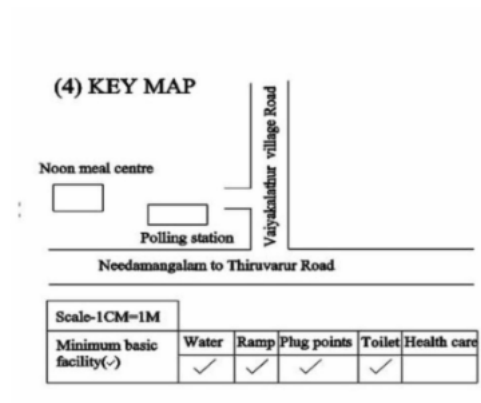 (4) KEY MAP
Vaiyakalathur village Road
Noon meal centre
Polling station
Needamangalam to Thiruvarur Road
Scale-1CM=1M
Minimum basic
facility(✓)
Water Ramp Plug points Toilet Health care
✓ ✓ ✓ ✓